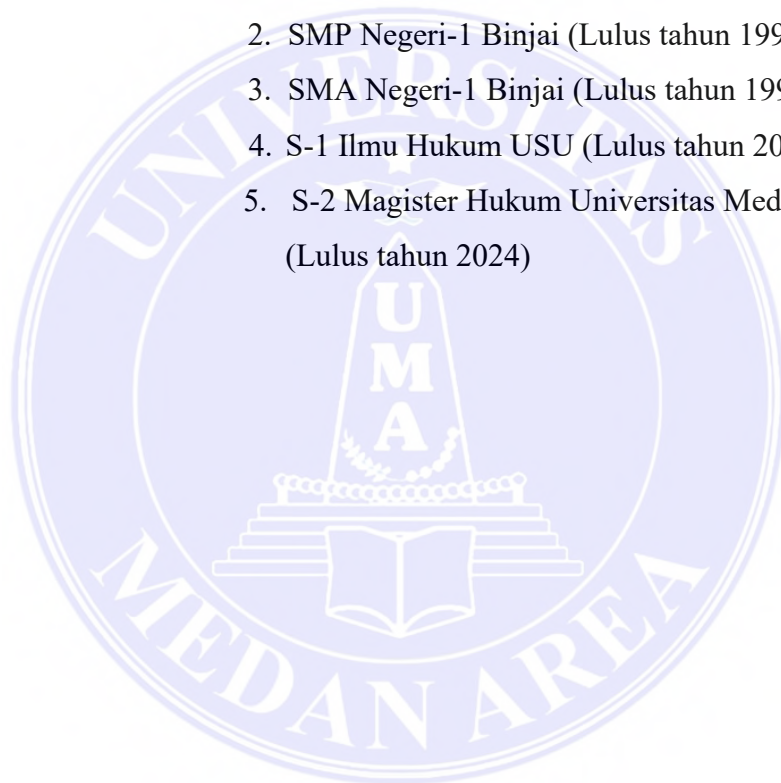 2. SMP Negeri-1 Binjai (Lulus tahun 199
3. SMA Negeri-1 Binjai (Lulus tahun 199
4. S-1 Ilmu Hukum USU (Lulus tahun 20
5. S-2 Magister Hukum Universitas Med
(Lulus tahun 2024)
UNIVERSITAS
UMA
MEDAN AREA